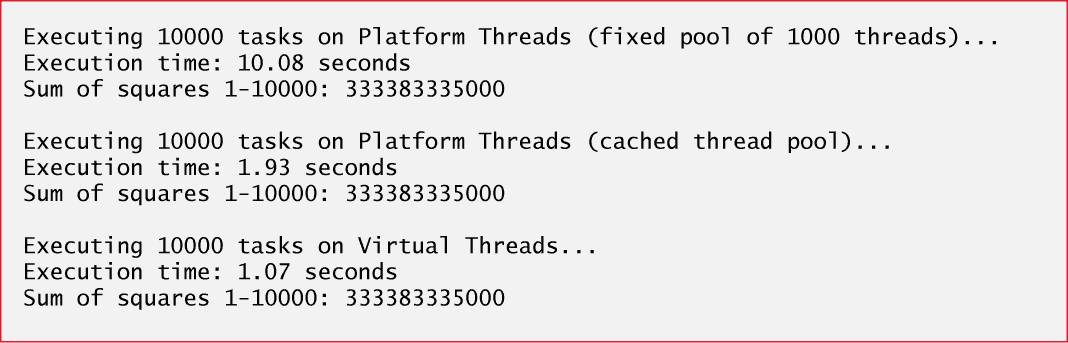 Executing 10000 tasks on Platform Threads (fixed pool of 1000 threads)...
Execution time: 10.08 seconds
Sum of squares 1-10000: 333383335000
Executing 10000 tasks on Platform Threads (cached thread pool)...
Execution time: 1.93 seconds
Sum of squares 1-10000: 333383335000
Executing 10000 tasks on Virtual Threads...
Execution time: 1.07 seconds
Sum of squares 1-10000: 333383335000